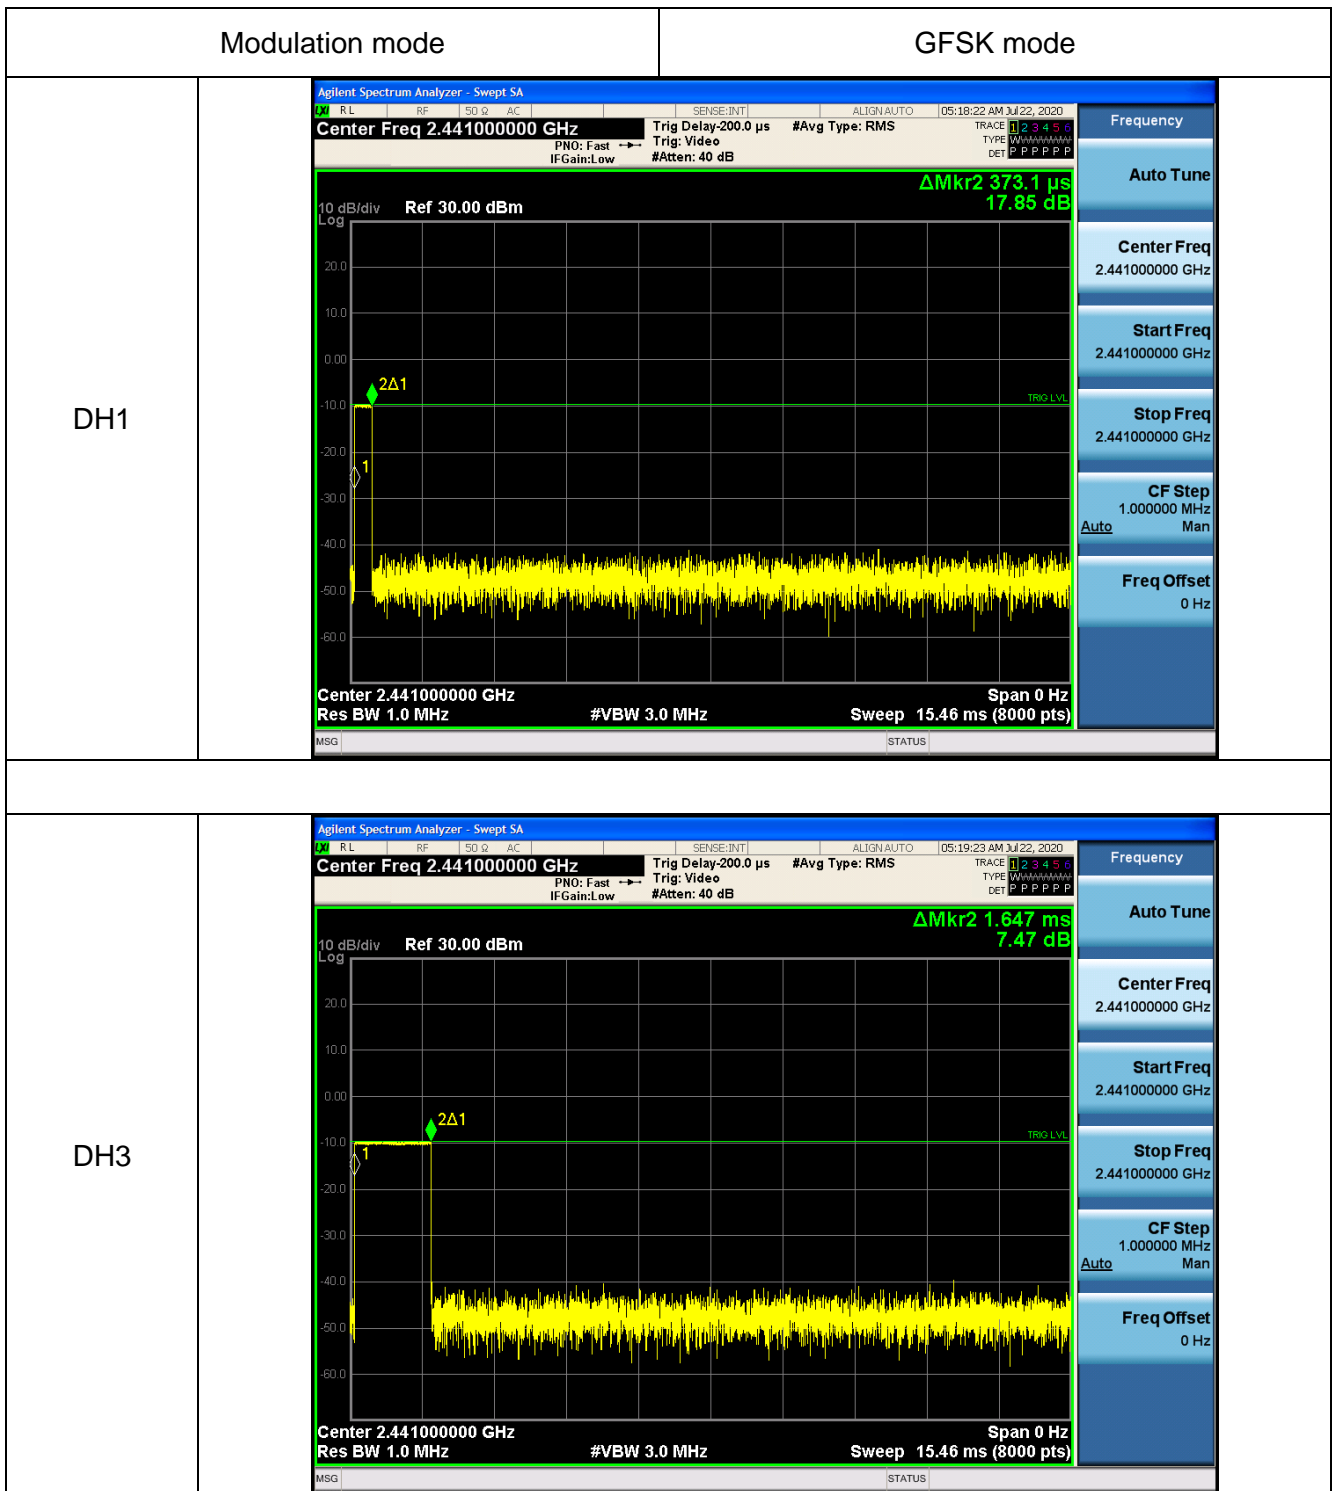 Modulation mode GFSK mode
DH1
Agilent Spectrum Analyzer - Swept SA
LXI RL RF 50 Ω AC SENSE:INT ALIGN AUTO 05:18:22 AM Jul 22, 2020
Center Freq 2.441000000 GHz Trig Delay-200.0 µs #Avg Type: RMS TRACE 1 2 3 4 5 6
PNO: Fast Trig: Video TYPE WWWWWW
IFGain:Low #Atten: 40 dB DET P P P P P P
ΔMkr2 373.1 µs
17.85 dB
10 dB/div Ref 30.00 dBm
Log
20.0
10.0
0.00
2Δ1
-10.0
TRIG LVL
-20.0
1
-30.0
-40.0
-50.0
-60.0
Center 2.441000000 GHz Span 0 Hz
Res BW 1.0 MHz #VBW 3.0 MHz Sweep 15.46 ms (8000 pts)
MSG STATUS
Frequency
Auto Tune
Center Freq
2.441000000 GHz
Start Freq
2.441000000 GHz
Stop Freq
2.441000000 GHz
CF Step
1.000000 MHz
Auto Man
Freq Offset
0 Hz
DH3
Agilent Spectrum Analyzer - Swept SA
LXI RL RF 50 Ω AC SENSE:INT ALIGN AUTO 05:19:23 AM Jul 22, 2020
Center Freq 2.441000000 GHz Trig Delay-200.0 µs #Avg Type: RMS TRACE 1 2 3 4 5 6
PNO: Fast Trig: Video TYPE WWWWWW
IFGain:Low #Atten: 40 dB DET P P P P P P
ΔMkr2 1.647 ms
7.47 dB
10 dB/div Ref 30.00 dBm
Log
20.0
10.0
0.00
2Δ1
-10.0
TRIG LVL
1
-20.0
-30.0
-40.0
-50.0
-60.0
Center 2.441000000 GHz Span 0 Hz
Res BW 1.0 MHz #VBW 3.0 MHz Sweep 15.46 ms (8000 pts)
MSG STATUS
Frequency
Auto Tune
Center Freq
2.441000000 GHz
Start Freq
2.441000000 GHz
Stop Freq
2.441000000 GHz
CF Step
1.000000 MHz
Auto Man
Freq Offset
0 Hz